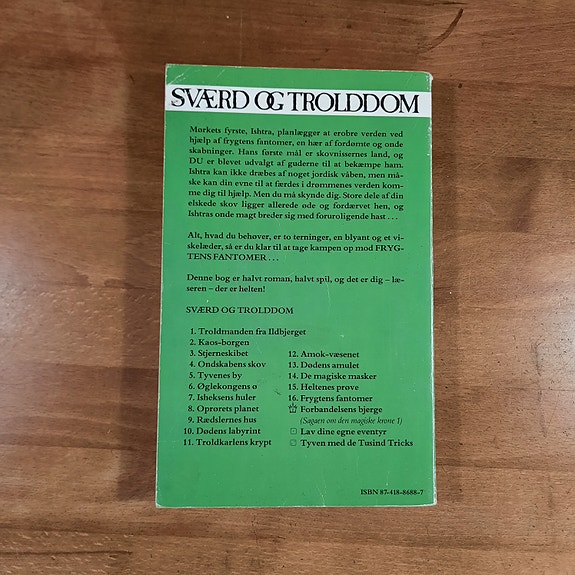 SVÆRD OG TROLDDOM
Mørkets fyrste, Ishtra, planlægger at erobre verden ved
hjælp af frygtens fantomer, en hær af fordømte og onde
skabninger. Hans første mål er skovnissernes land, og
DU er blevet udvalgt af guderne til at bekæmpe ham.
Ishtra kan ikke dræbes af noget jordisk våben, men må-
ske kan din evne til at færdes i drømmenes verden kom-
me dig til hjælp. Men du må skynde dig. Store dele af din
elskede skov ligger allerede øde og fordærvet hen, og
Ishtras onde magt breder sig med foruroligende hast . . .
Alt, hvad du behøver, er to terninger, en blyant og et vi-
skelæder, så er du klar til at tage kampen op mod FRYG-
TENS FANTOMER . . .
Denne bog er halvt roman, halvt spil, og det er dig – læ-
seren – der er helten!
SVÆRD OG TROLDDOM
1. Troldmanden fra Ildbjerget
2. Kaos-borgen
3. Stjerneskibet
4. Ondskabens skov
5. Tyvenes by
6. Øglekongens ø
7. Isheksens huler
8. Oprørets planet
9. Rædslernes hus
10. Dødens labyrint
11. Troldkarlens krypt
12. Amok-væsenet
13. Dødens amulet
14. De magiske masker
15. Heltenes prøve
16. Frygtens fantomer
Forbandelsens bjerge
(Sagaen om den magiske krone 1)
Lav dine egne eventyr
Tyven med de Tusind Tricks
ISBN 87-418-8688-7